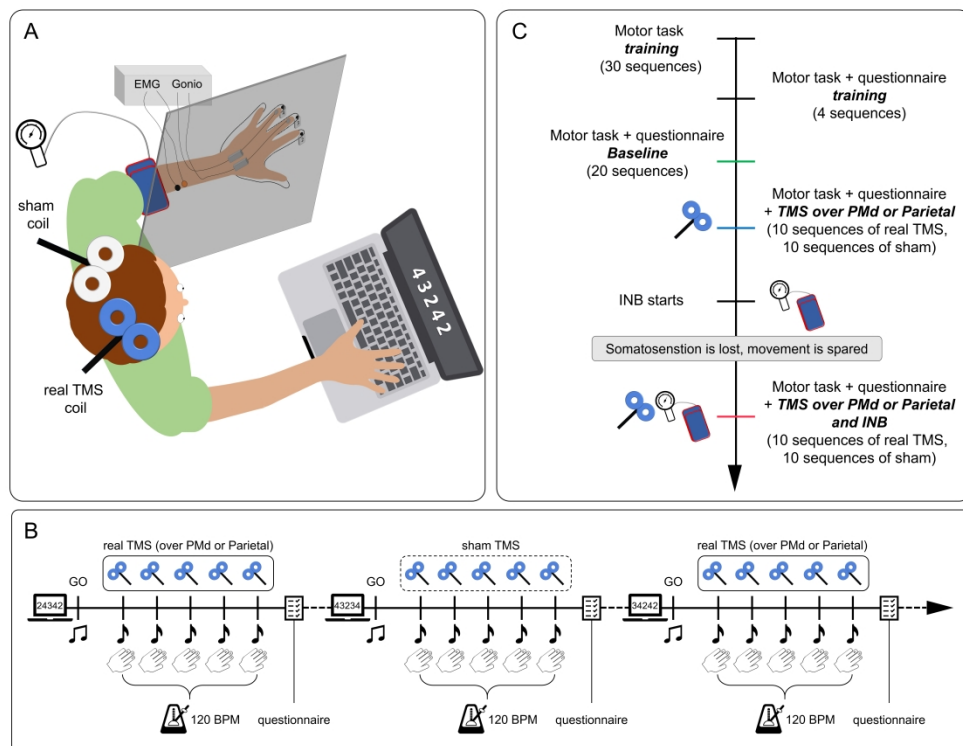 A
EMG Gonio
sham
coil
real TMS
coil
43242
C
Motor task
training
(30 sequences)
Motor task + questionnaire
training
(4 sequences)
Motor task + questionnaire
Baseline
(20 sequences)
Motor task + questionnaire
+ TMS over PMd or Parietal
(10 sequences of real TMS,
10 sequences of sham)
INB starts
Somatosenstion is lost, movement is spared
Motor task + questionnaire
+ TMS over PMd or Parietal
and INB
(10 sequences of real TMS,
10 sequences of sham)
B
real TMS (over PMd or Parietal)
GO
24342
120 BPM
questionnaire
sham TMS
GO
43234
120 BPM
questionnaire
real TMS (over PMd or Parietal)
GO
34242
120 BPM
questionnaire